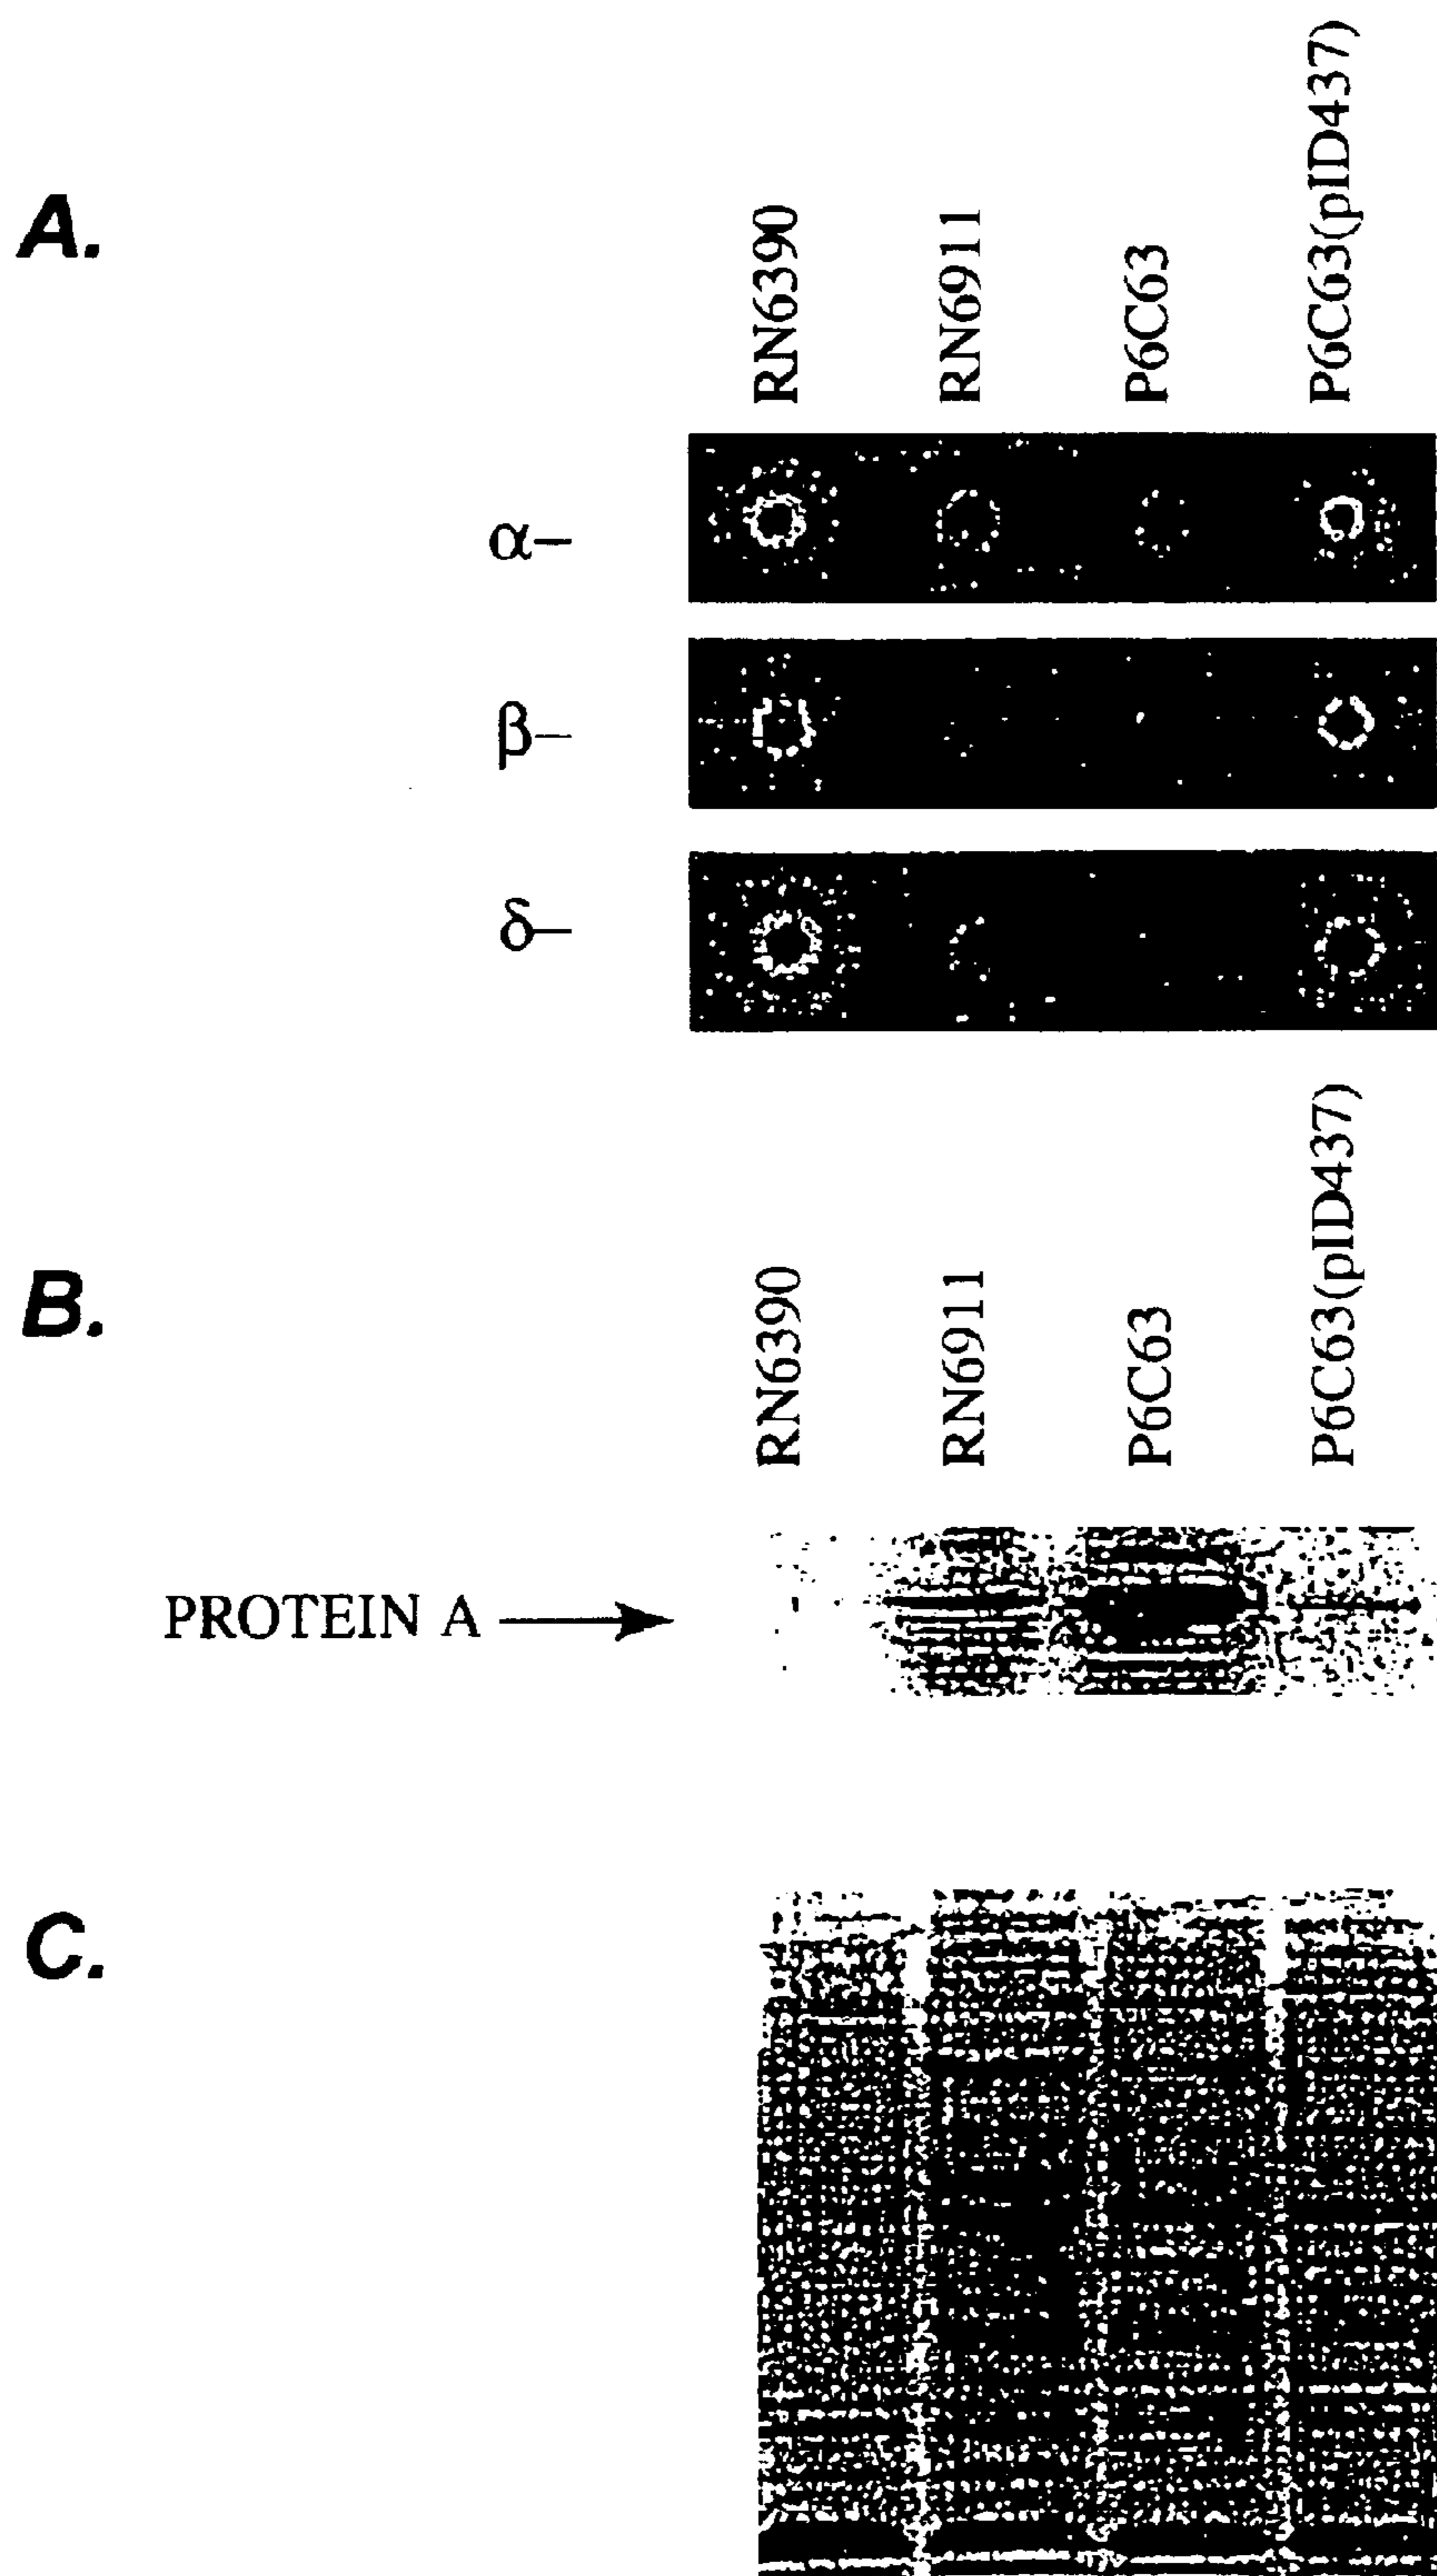 A.
RN6390
RN6911
P6C63
P6C63(pID437)
α–
β–
δ–
B.
RN6390
RN6911
P6C63
P6C63(pID437)
PROTEIN A
C.